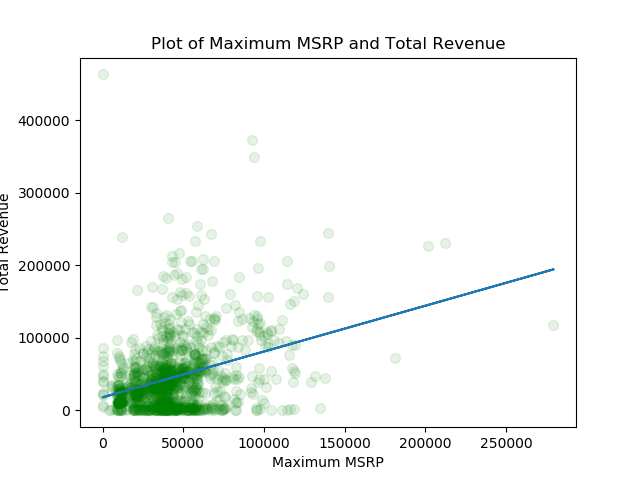 Plot of Maximum MSRP and Total Revenue
400000
300000
200000
100000
0
Total Revenue
0 50000 100000 150000 200000 250000
Maximum MSRP